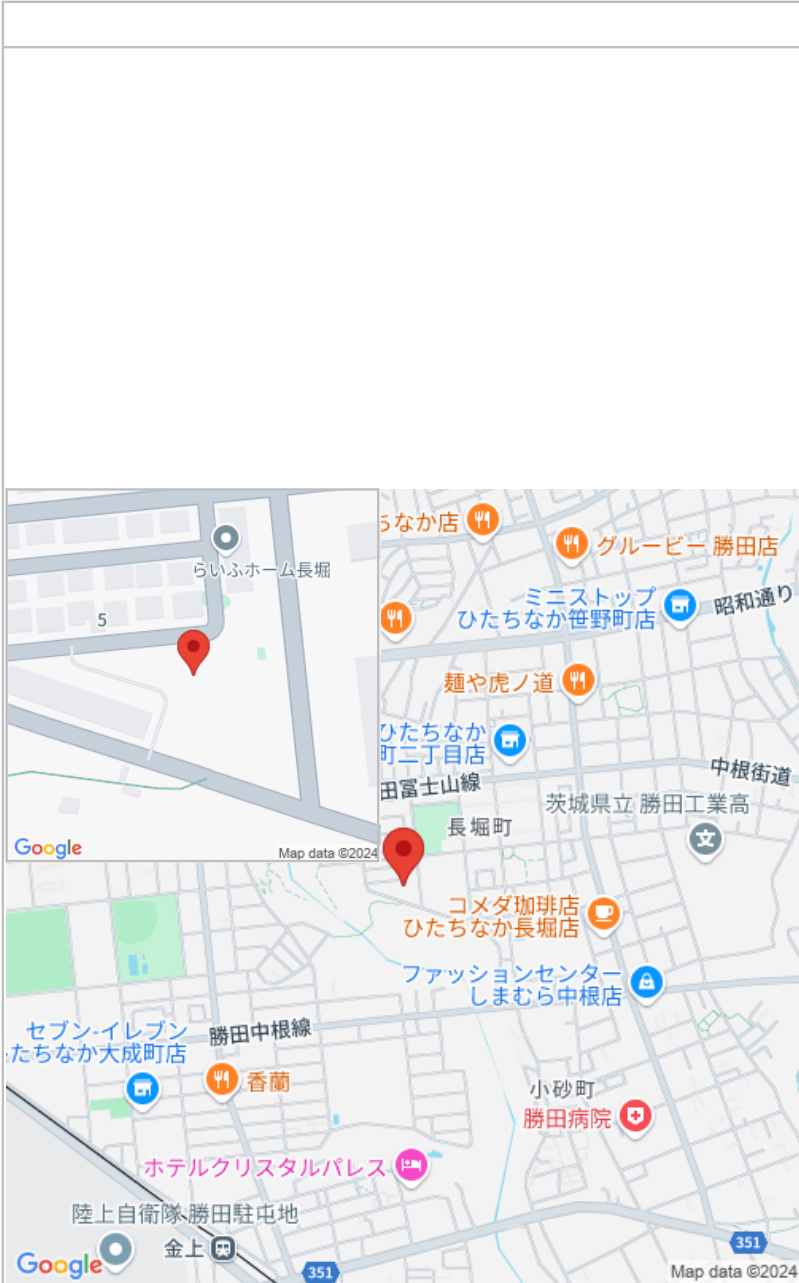 らいふホーム長堀
5
Google
Map data ©2024
ちなか店
グルービー 勝田店
ミニストップ
ひたちなか笹野町店
昭和通り
麺や虎ノ道
ひたちなか
町二丁目店
田冨士山線
中根街道
茨城県立 勝田工業高
長堀町
コメダ珈琲店
ひたちなか長堀店
ファッションセンター
しまむら中根店
セブン-イレブン
ひたちなか大成町店
勝田中根線
香蘭
小砂町
勝田病院
ホテルクリスタルパレス
陸上自衛隊 勝田駐屯地
金上
351
351
Google
Map data ©2024